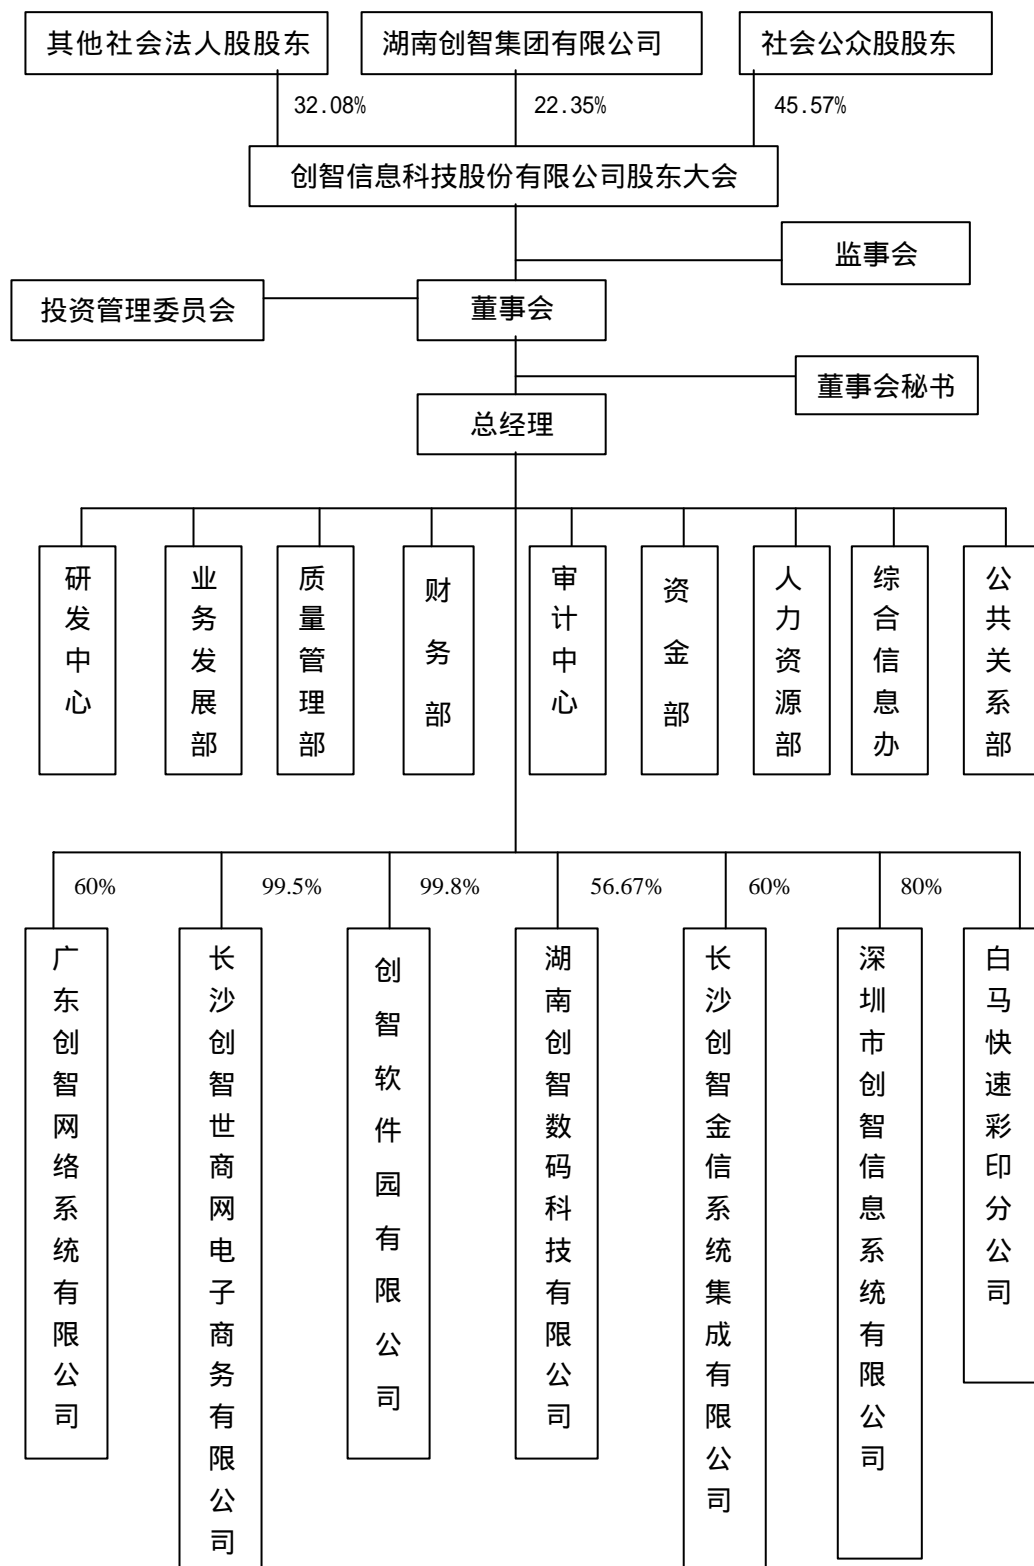 其他社会法人股股东
湖南创智集团有限公司
社会公众股股东
32.08%
22.35%
45.57%
创智信息科技股份有限公司股东大会
监事会
投资管理委员会
董事会
董事会秘书
总经理
研发中心
业务发展部
质量管理部
财务部
审计中心
资金部
人力资源部
综合信息办
公共关系部
60%
99.5%
99.8%
56.67%
60%
80%
广东创智网络系统有限公司
长沙创智世商网电子商务有限公司
创智软件园有限公司
湖南创智数码科技有限公司
长沙创智金信系统集成有限公司
深圳市创智信息系统有限公司
白马快速彩印分公司